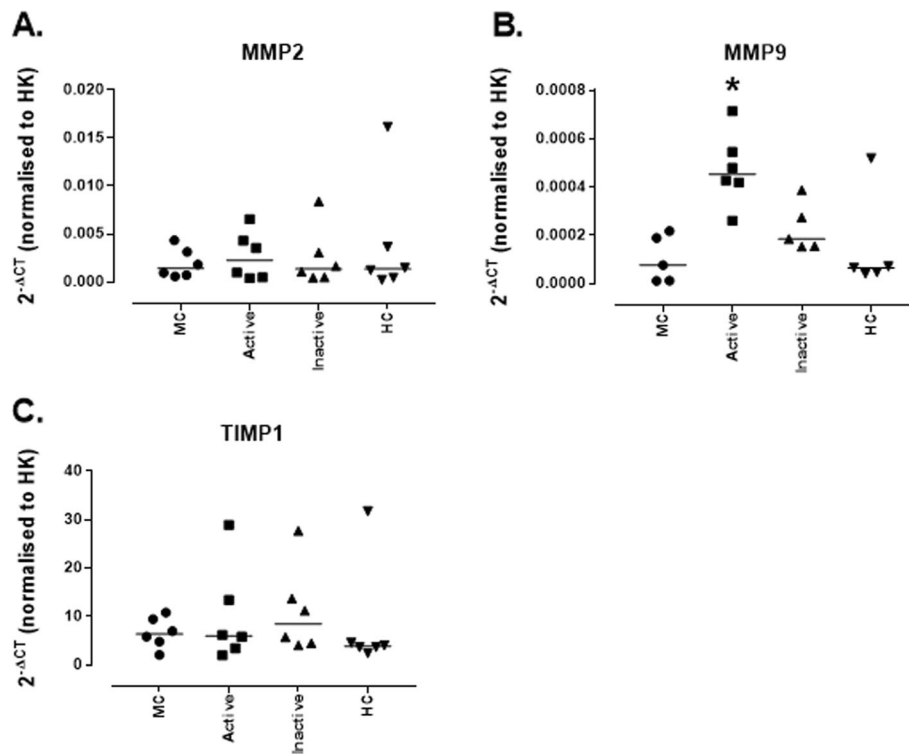 A.
MMP2
2-ΔCT (normalised to HK)
0.020
0.015
0.010
0.005
0.000
MC
Active
Inactive
HC
B.
MMP9
*
2-ΔCT (normalised to HK)
0.0008
0.0006
0.0004
0.0002
0.0000
MC
Active
Inactive
HC
C.
TIMP1
2-ΔCT (normalised to HK)
40
30
20
10
0
MC
Active
Inactive
HC